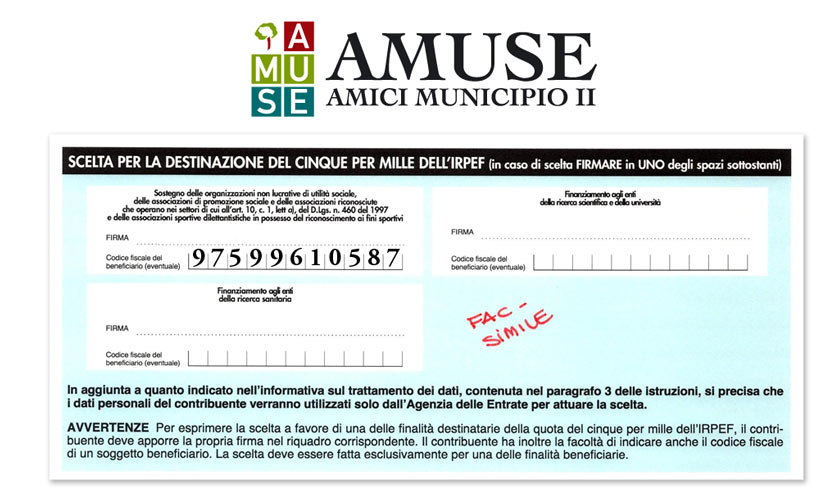 A
MU
SE
AMUSE
AMICI MUNICIPIO II
SCELTA PER LA DESTINAZIONE DEL CINQUE PER MILLE DELL'IRPEF (in caso di scelta FIRMARE in UNO degli spazi sottostanti)
Sostegno delle organizzazioni non lucrative di utilità sociale,
delle associazioni di promozione sociale e delle associazioni riconosciute
che operano nei settori di cui all'art. 10, c. 1, lett a), del D.Lgs. n. 460 del 1997
e delle associazioni sportive dilettantistiche in possesso del riconoscimento ai fini sportivi
FIRMA
Codice fiscale del
beneficiario (eventuale)
97599610587
Finanziamento agli enti
della ricerca scientifica e della università
FIRMA
Codice fiscale del
beneficiario (eventuale)
Finanziamento agli enti
della ricerca sanitaria
FIRMA
Codice fiscale del
beneficiario (eventuale)
FAC-
SIMILE
In aggiunta a quanto indicato nell'informativa sul trattamento dei dati, contenuta nel paragrafo 3 delle istruzioni, si precisa che
i dati personali del contribuente verranno utilizzati solo dall'Agenzia delle Entrate per attuare la scelta.
AVVERTENZE Per esprimere la scelta a favore di una delle finalità destinatarie della quota del cinque per mille dell'IRPEF, il contri-
buente deve apporre la propria firma nel riquadro corrispondente. Il contribuente ha inoltre la facoltà di indicare anche il codice fiscale
di un soggetto beneficiario. La scelta deve essere fatta esclusivamente per una delle finalità beneficiarie.